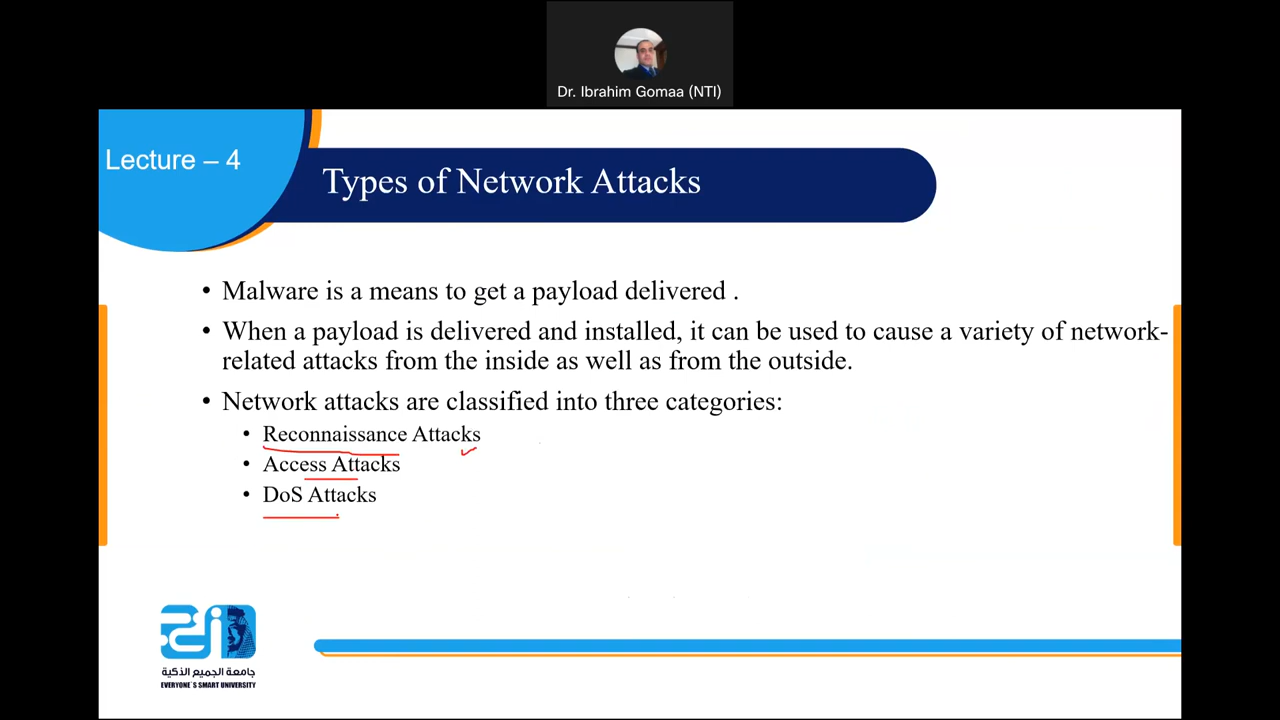 Dr. Ibrahim Gomaa (NTI)
Lecture – 4
Types of Network Attacks
• Malware is a means to get a payload delivered .
• When a payload is delivered and installed, it can be used to cause a variety of network-
related attacks from the inside as well as from the outside.
• Network attacks are classified into three categories:
• Reconnaissance Attacks
• Access Attacks
• DoS Attacks
جامعة الجميع الذكية
EVERYONE`S SMART UNIVERSITY